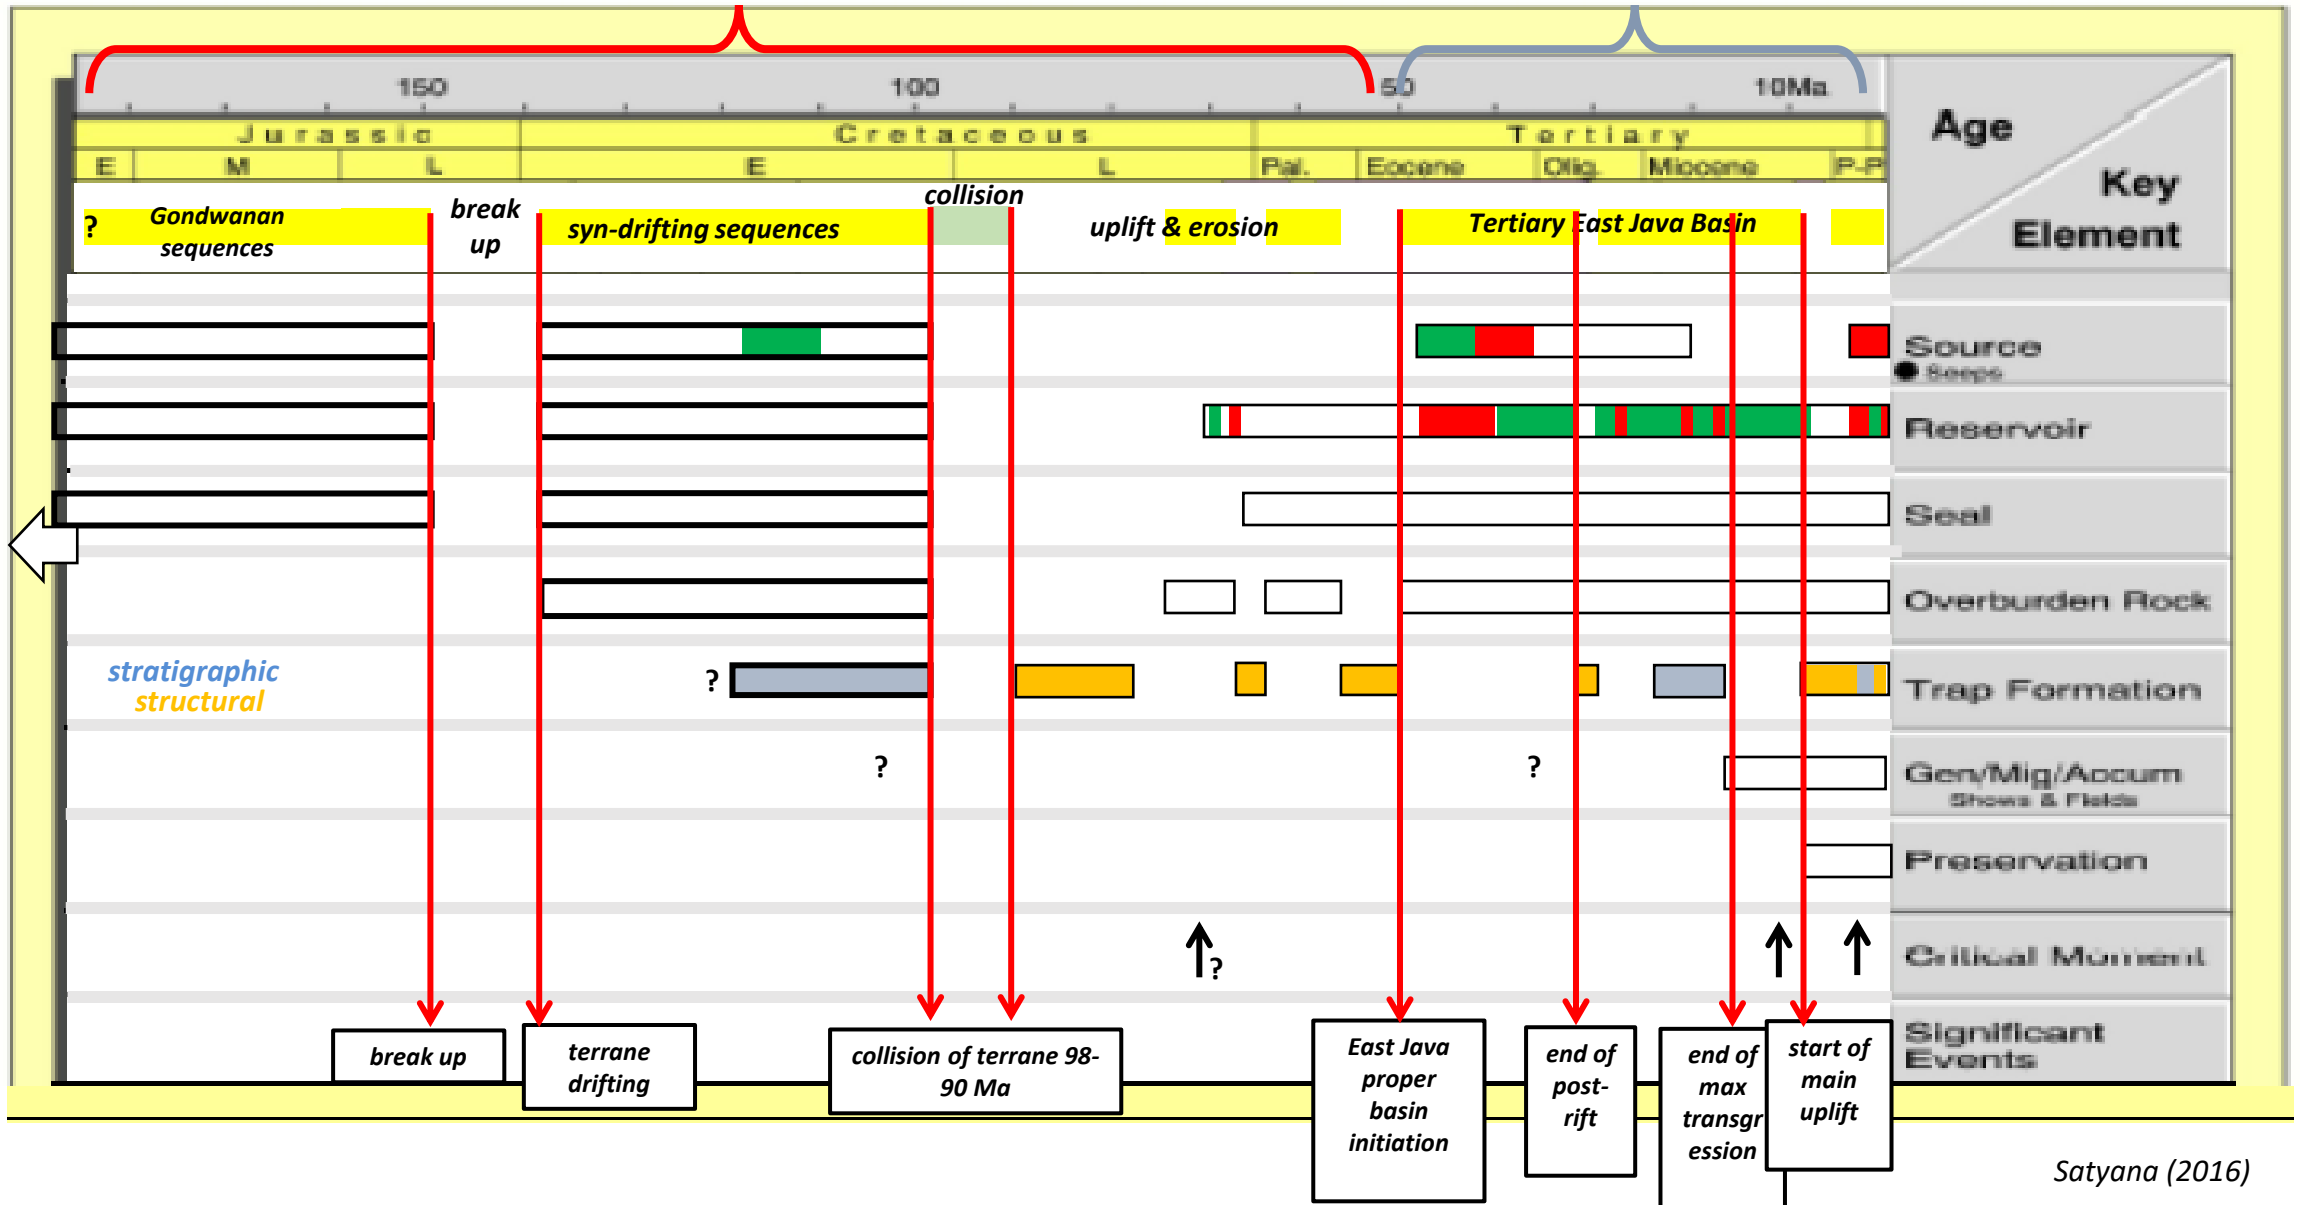 150 100 50 10Ma
Age
Key
Element
Jurassic Cretaceous Tertiary
E M L E L Pal. Eocene Olig. Miocene P-P
? Gondwanan
sequences
break
up
syn-drifting sequences
collision
uplift & erosion
Tertiary East Java Basin
Source
Seeps
Reservoir
Seal
Overburden Rock
stratigraphic
structural
?
Trap Formation
? ?
Gen/Mig/Accum
Shows & Fields
Preservation
?
Critical Moment
Significant
Events
break up
terrane
drifting
collision of terrane 98-
90 Ma
East Java
proper
basin
initiation
end of
post-
rift
end of
max
transgr
ession
start of
main
uplift
Satyana (2016)